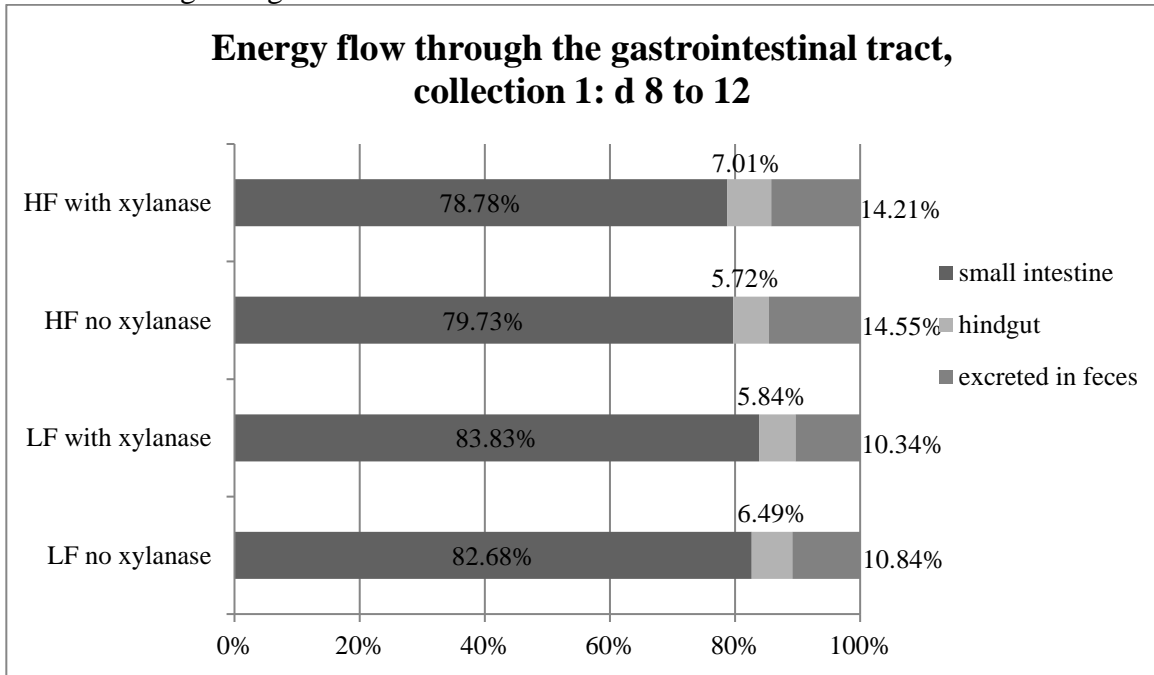 Energy flow through the gastrointestinal tract,
collection 1: d 8 to 12
7.01%
HF with xylanase
78.78%
14.21%
5.72%
HF no xylanase
79.73%
14.55%
5.84%
LF with xylanase
83.83%
10.34%
6.49%
LF no xylanase
82.68%
10.84%
0%
20%
40%
60%
80%
100%
small intestine
hindgut
excreted in feces